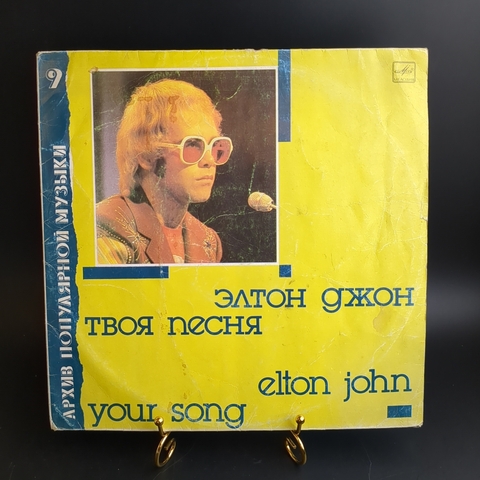 9
АРХИВ ПОПУЛЯРНОЙ МУЗЫКИ
ЭЛТОН ДЖОН
ТВОЯ ПЕСНЯ
elton john
your song